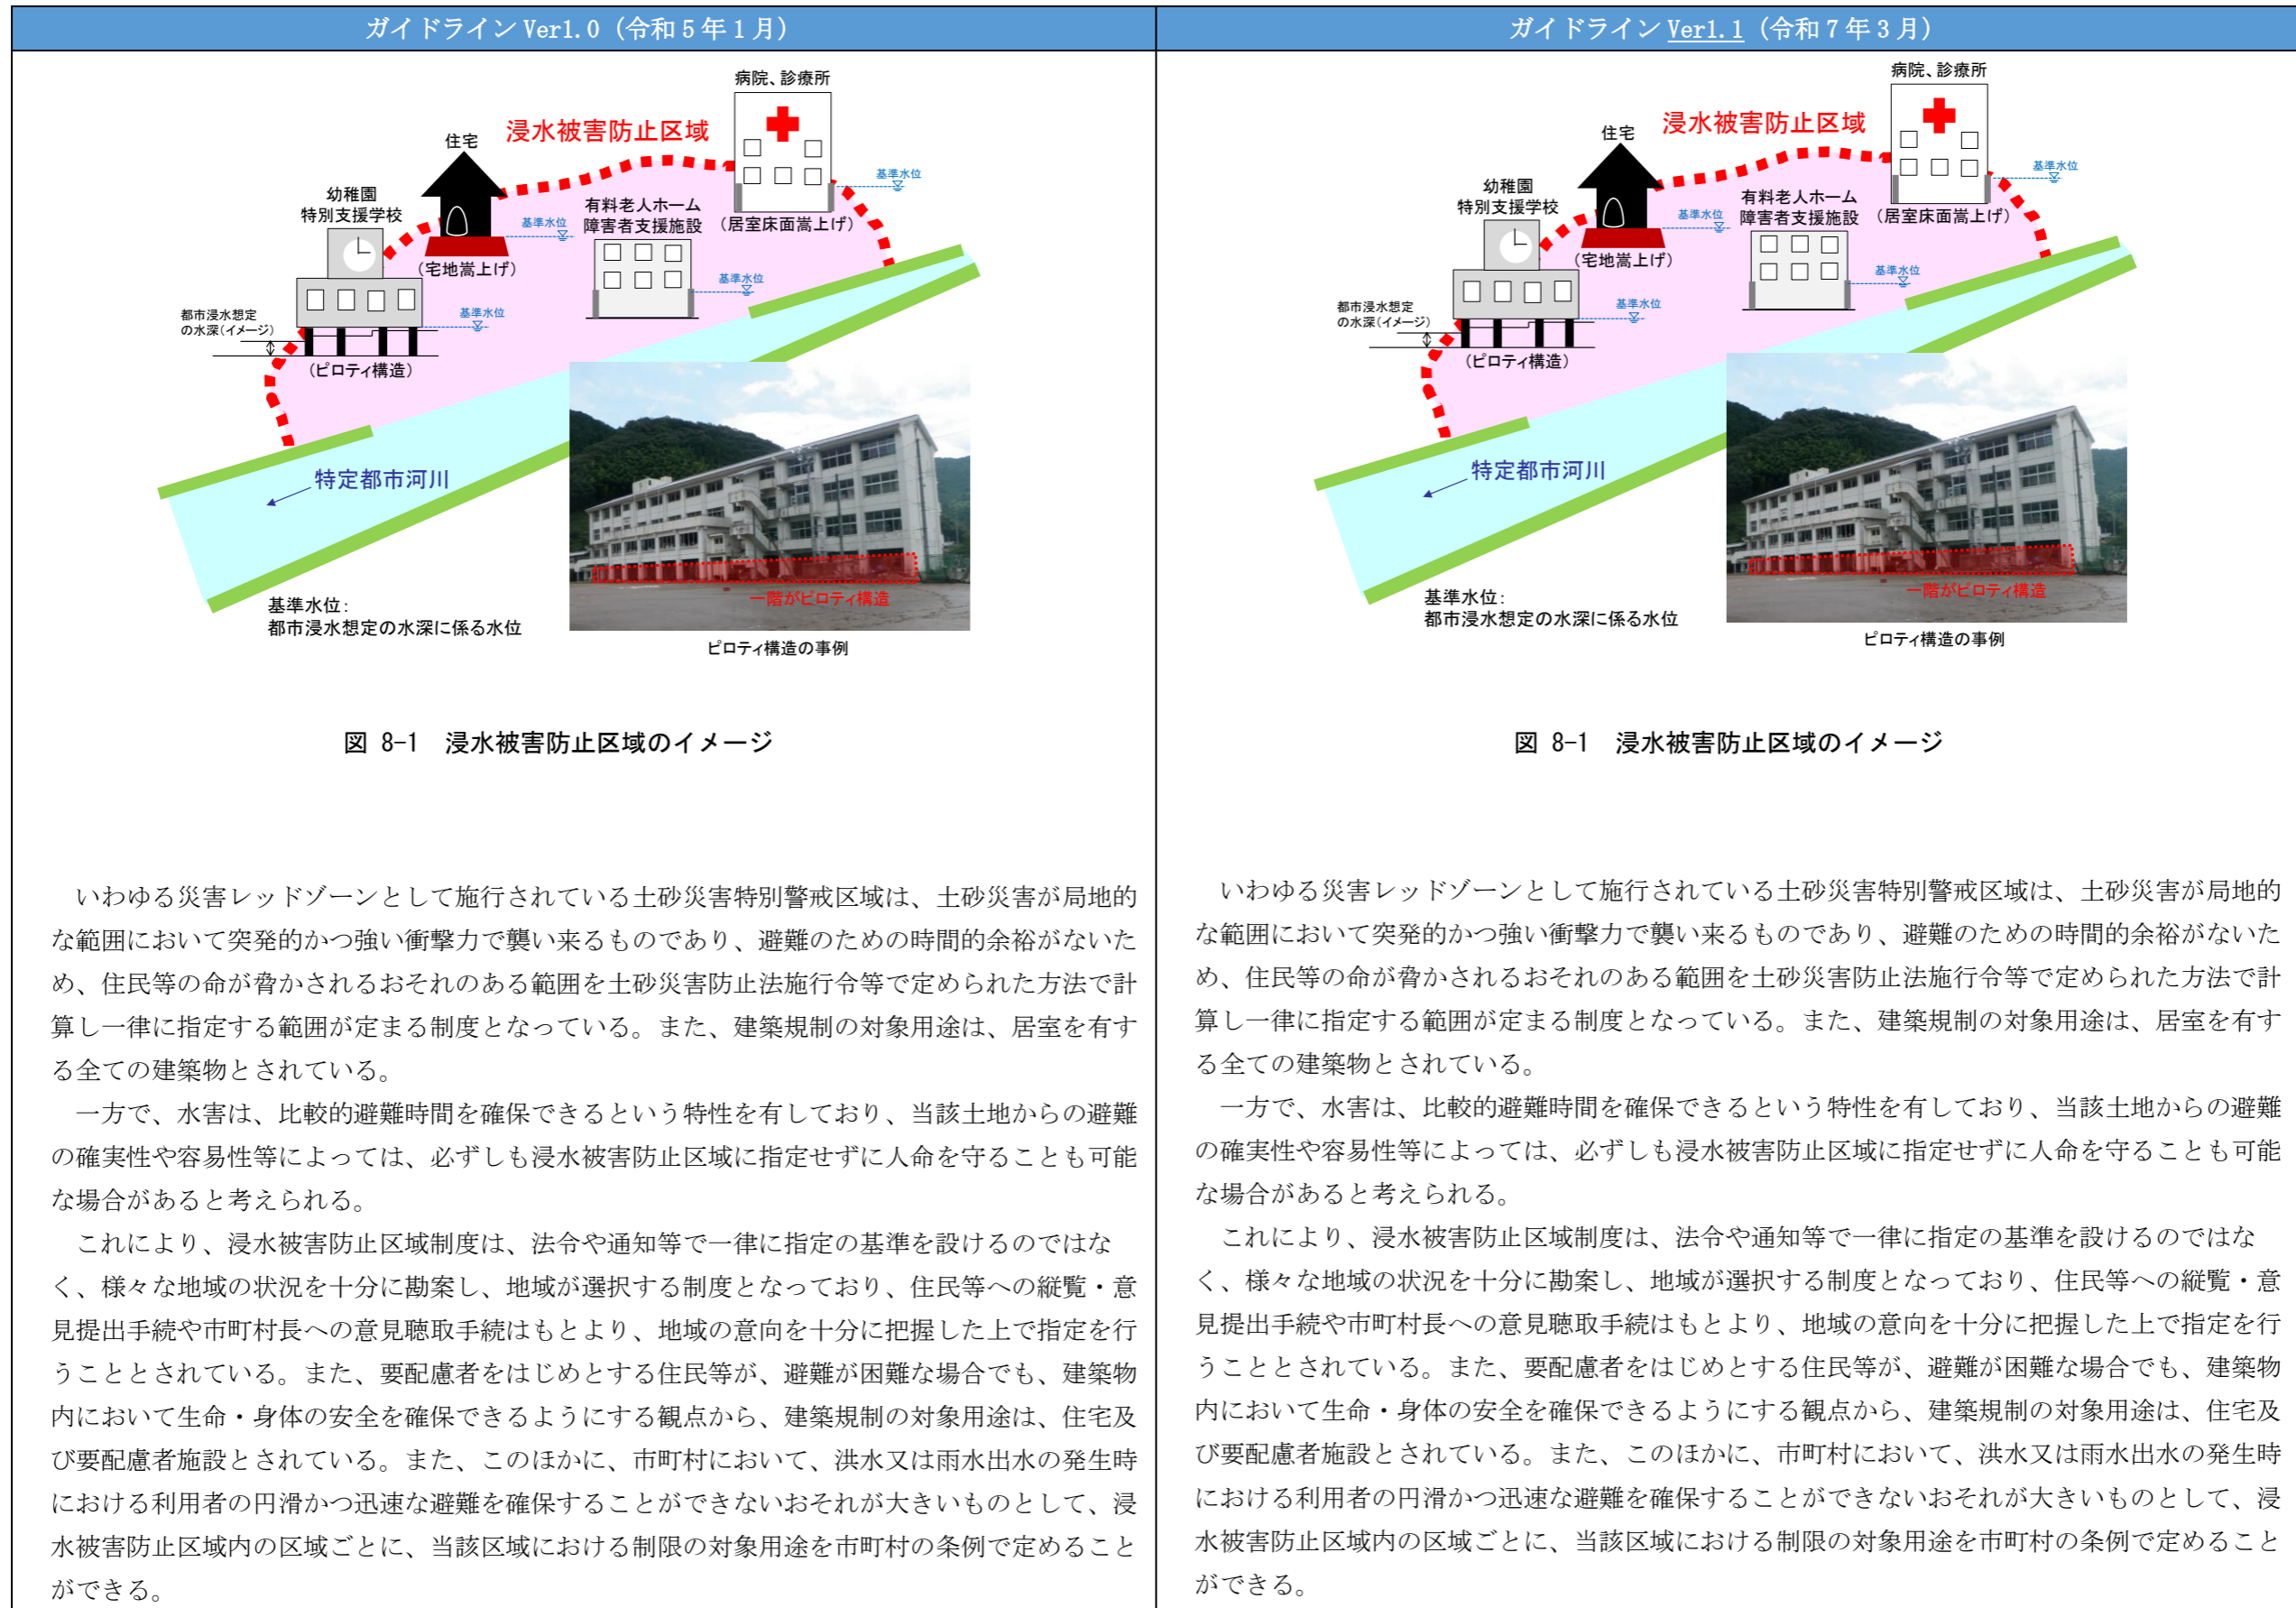 ガイドライン Ver1.0（令和５年１月）
病院、診療所
浸水被害防止区域
住宅
基準水位
幼稚園
特別支援学校
有料老人ホーム
障害者支援施設
基準水位
（居室床面嵩上げ）
（宅地嵩上げ）
基準水位
都市浸水想定
の水深（イメージ）
基準水位
（ピロティ構造）
特定都市河川
一階がピロティ構造
基準水位：
都市浸水想定の水深に係る水位
ピロティ構造の事例
図 8-1　浸水被害防止区域のイメージ
いわゆる災害レッドゾーンとして施行されている土砂災害特別警戒区域は、土砂災害が局地的
な範囲において突発的かつ強い衝撃力で襲い来るものであり、避難のための時間的余裕がないた
め、住民等の命が脅かされるおそれのある範囲を土砂災害防止法施行令等で定められた方法で計
算し一律に指定する範囲が定まる制度となっている。また、建築規制の対象用途は、居室を有す
る全ての建築物とされている。
一方で、水害は、比較的避難時間を確保できるという特性を有しており、当該土地からの避難
の確実性や容易性等によっては、必ずしも浸水被害防止区域に指定せずに人命を守ることも可能
な場合があると考えられる。
これにより、浸水被害防止区域制度は、法令や通知等で一律に指定の基準を設けるのではな
く、様々な地域の状況を十分に勘案し、地域が選択する制度となっており、住民等への縦覧・意
見提出手続や市町村長への意見聴取手続はもとより、地域の意向を十分に把握した上で指定を行
うこととされている。また、要配慮者をはじめとする住民等が、避難が困難な場合でも、建築物
内において生命・身体の安全を確保できるようにする観点から、建築規制の対象用途は、住宅及
び要配慮者施設とされている。また、このほかに、市町村において、洪水又は雨水出水の発生時
における利用者の円滑かつ迅速な避難を確保することができないおそれが大きいものとして、浸
水被害防止区域内の区域ごとに、当該区域における制限の対象用途を市町村の条例で定めること
ができる。
ガイドライン Ver1.1（令和７年３月）
病院、診療所
浸水被害防止区域
住宅
基準水位
幼稚園
特別支援学校
有料老人ホーム
障害者支援施設
基準水位
（居室床面嵩上げ）
（宅地嵩上げ）
基準水位
都市浸水想定
の水深（イメージ）
基準水位
（ピロティ構造）
特定都市河川
一階がピロティ構造
基準水位：
都市浸水想定の水深に係る水位
ピロティ構造の事例
図 8-1　浸水被害防止区域のイメージ
いわゆる災害レッドゾーンとして施行されている土砂災害特別警戒区域は、土砂災害が局地的
な範囲において突発的かつ強い衝撃力で襲い来るものであり、避難のための時間的余裕がないた
め、住民等の命が脅かされるおそれのある範囲を土砂災害防止法施行令等で定められた方法で計
算し一律に指定する範囲が定まる制度となっている。また、建築規制の対象用途は、居室を有す
る全ての建築物とされている。
一方で、水害は、比較的避難時間を確保できるという特性を有しており、当該土地からの避難
の確実性や容易性等によっては、必ずしも浸水被害防止区域に指定せずに人命を守ることも可能
な場合があると考えられる。
これにより、浸水被害防止区域制度は、法令や通知等で一律に指定の基準を設けるのではな
く、様々な地域の状況を十分に勘案し、地域が選択する制度となっており、住民等への縦覧・意
見提出手続や市町村長への意見聴取手続はもとより、地域の意向を十分に把握した上で指定を行
うこととされている。また、要配慮者をはじめとする住民等が、避難が困難な場合でも、建築物
内において生命・身体の安全を確保できるようにする観点から、建築規制の対象用途は、住宅及
び要配慮者施設とされている。また、このほかに、市町村において、洪水又は雨水出水の発生時
における利用者の円滑かつ迅速な避難を確保することができないおそれが大きいものとして、浸
水被害防止区域内の区域ごとに、当該区域における制限の対象用途を市町村の条例で定めること
ができる。